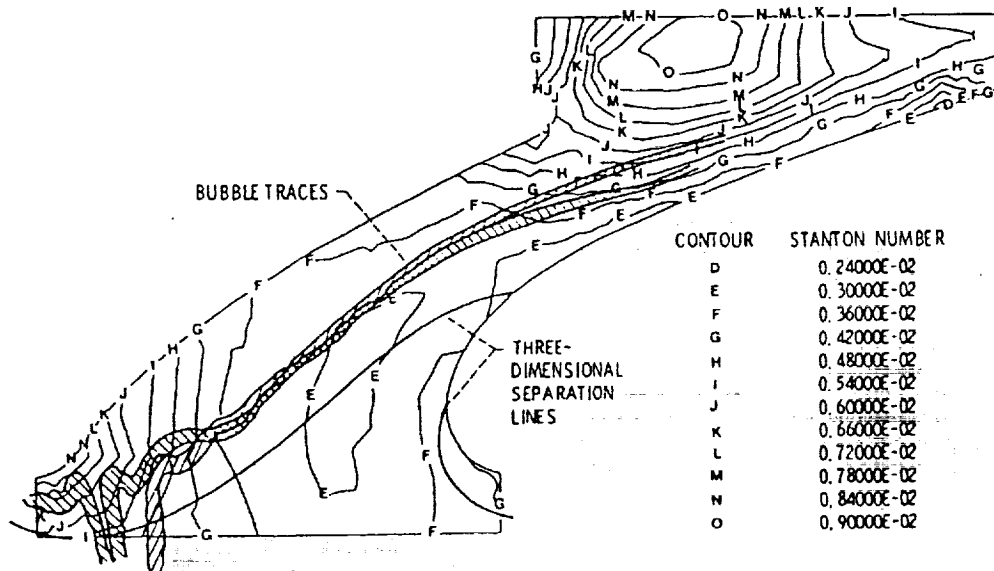 M N O N M L K J I
G L I
K H G
H J O N N G
J M M J H D E F G
L L K G F E
J K J
I J I H
H H G F
G G F
BUBBLE TRACES
F F F E E
F E
F
E
CONTOUR STANTON NUMBER
D 0.24000E-02
E 0.30000E-02
F 0.36000E-02
G 0.42000E-02
H 0.48000E-02
I 0.54000E-02
J 0.60000E-02
K 0.66000E-02
L 0.72000E-02
M 0.78000E-02
N 0.84000E-02
O 0.90000E-02
THREE-
DIMENSIONAL
SEPARATION
LINES
G
H
I
J E E
L
K
N
N F
E G
K J
I G F